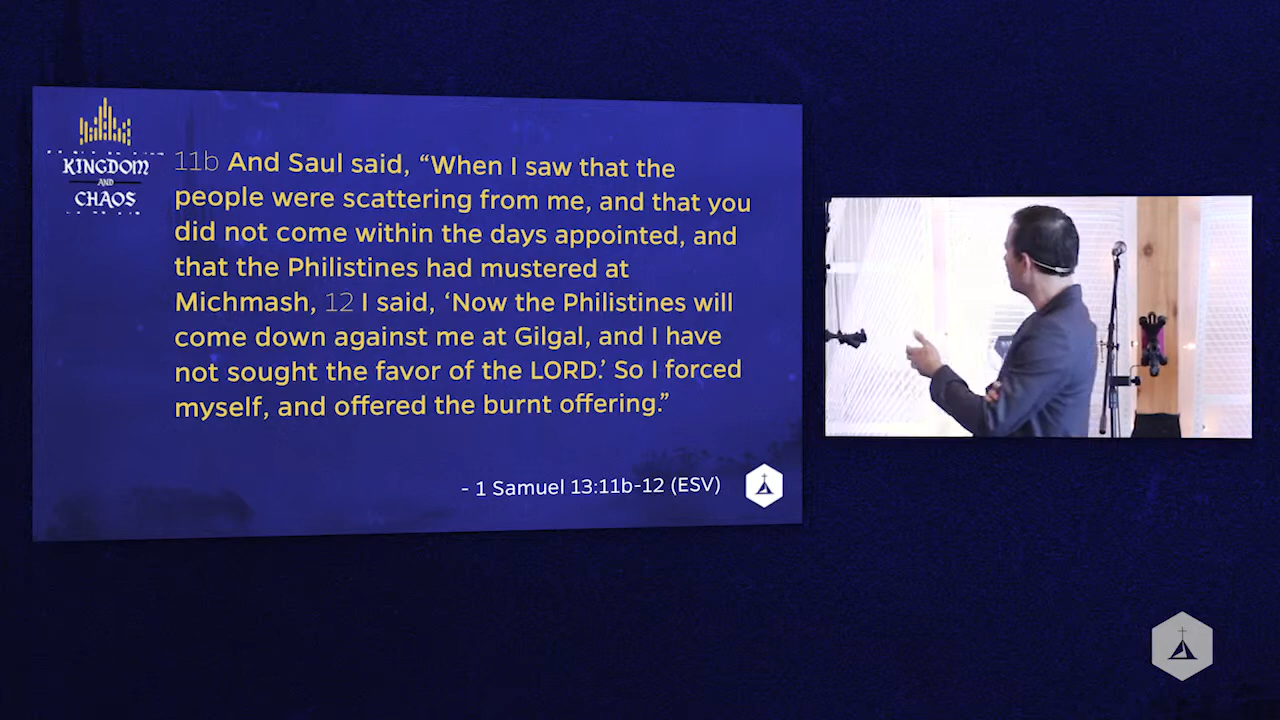 KINGDOM
AND
CHAOS
11b And Saul said, “When I saw that the
people were scattering from me, and that you
did not come within the days appointed, and
that the Philistines had mustered at
Michmash, 12 I said, ‘Now the Philistines will
come down against me at Gilgal, and I have
not sought the favor of the LORD.’ So I forced
myself, and offered the burnt offering.”
- 1 Samuel 13:11b-12 (ESV)